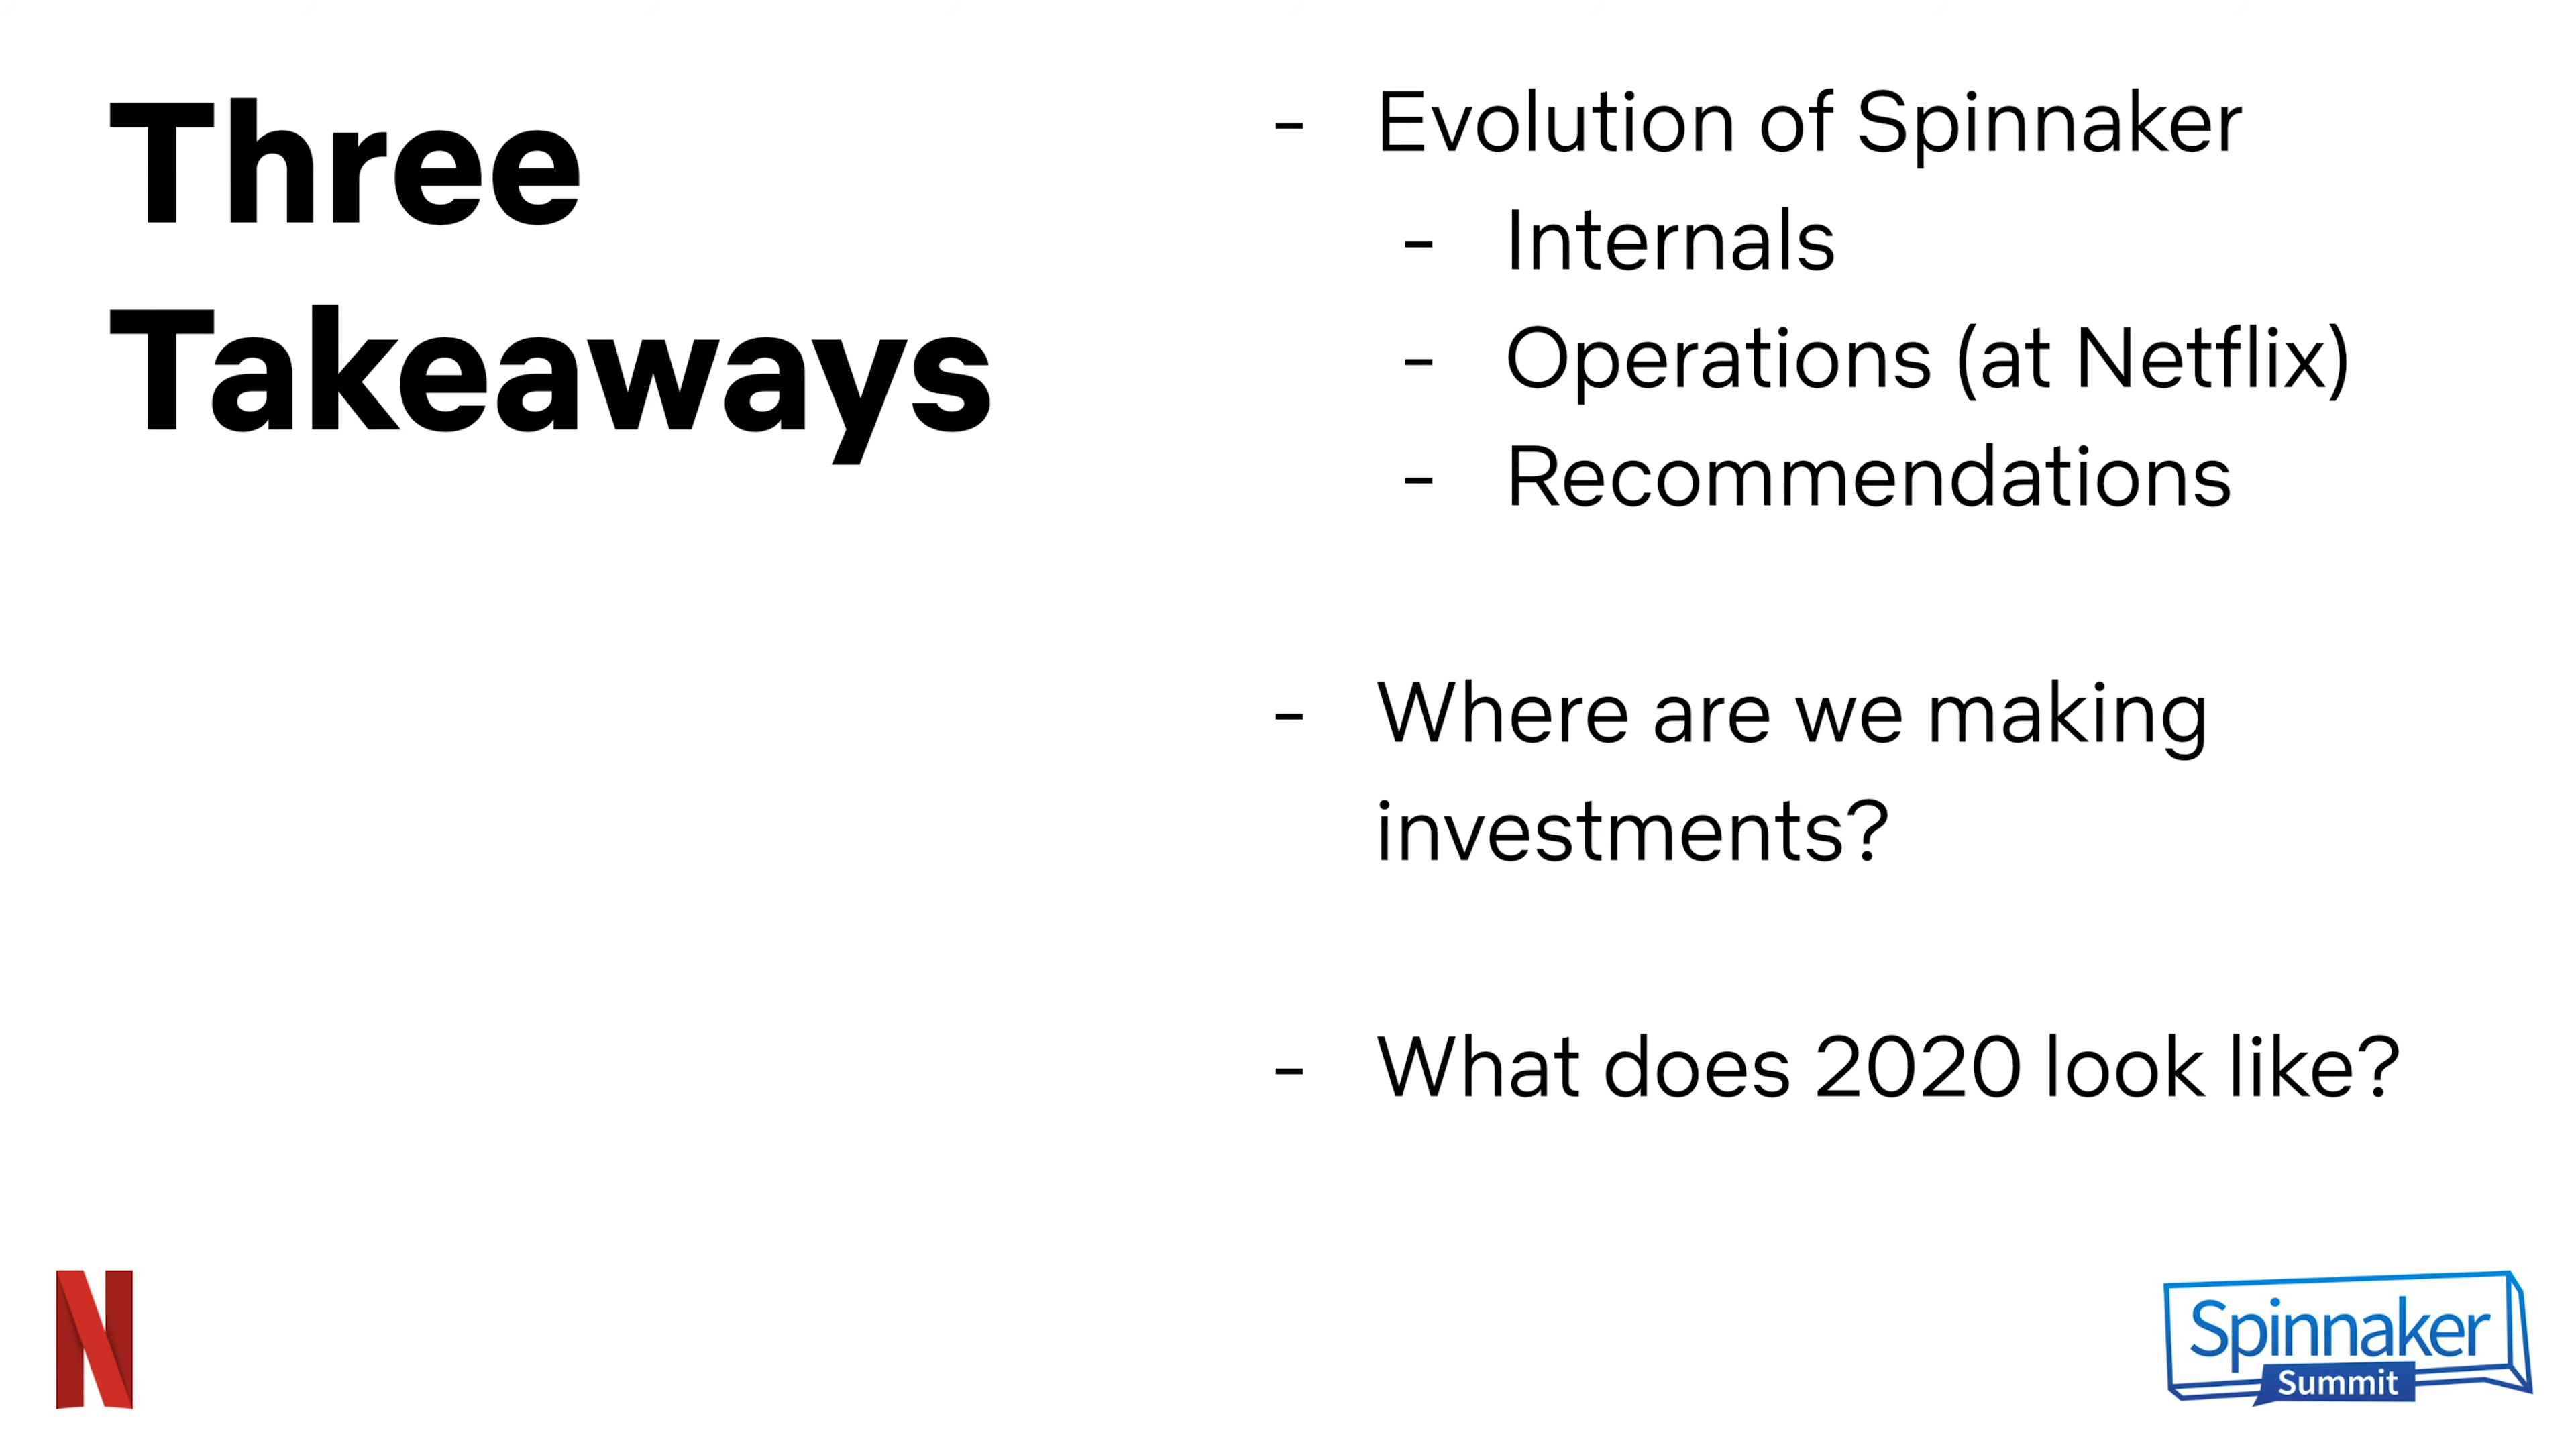 Three
Takeaways
- Evolution of Spinnaker
- Internals
- Operations (at Netflix)
- Recommendations
- Where are we making
investments?
- What does 2020 look like?
N
Spinnaker
Summit